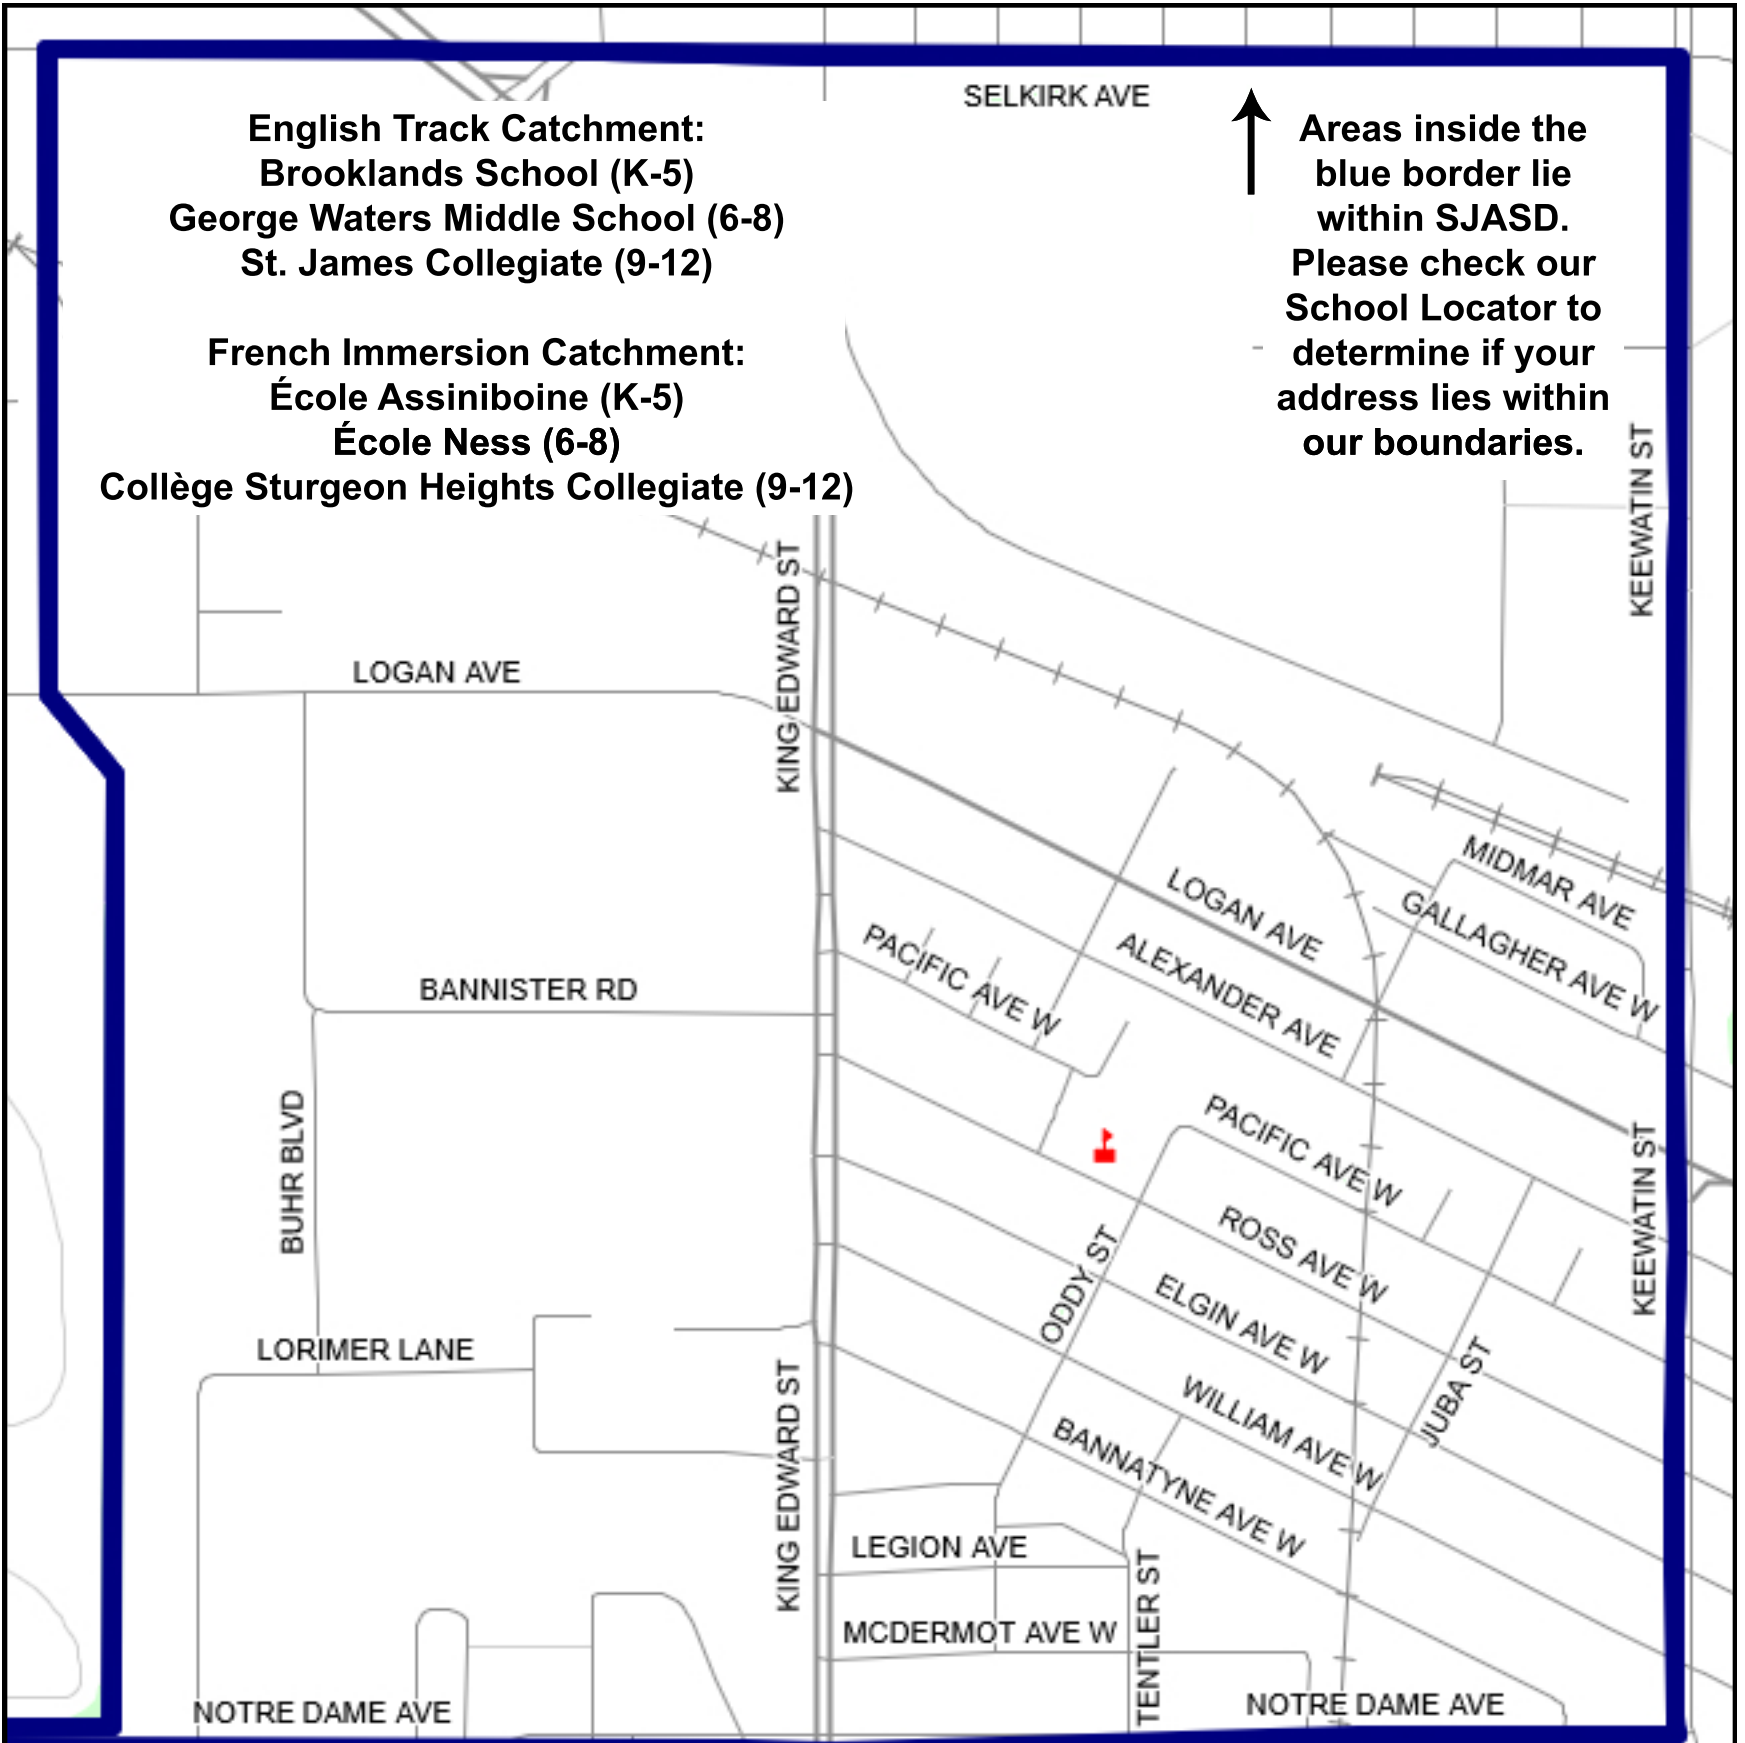 SELKIRK AVE
English Track Catchment:
Brooklands School (K-5)
George Waters Middle School (6-8)
St. James Collegiate (9-12)
French Immersion Catchment:
École Assiniboine (K-5)
École Ness (6-8)
Collège Sturgeon Heights Collegiate (9-12)
Areas inside the
blue border lie
within SJASD.
Please check our
School Locator to
determine if your
address lies within
our boundaries.
KEEWATIN ST
KING EDWARD ST
LOGAN AVE
MIDMAR AVE
GALLAGHER AVE W
LOGAN AVE
ALEXANDER AVE
PACIFIC AVE W
BANNISTER RD
BUHR BLVD
PACIFIC AVE W
KEEWATIN ST
ROSS AVE W
ODDY ST
ELGIN AVE W
LORIMER LANE
JUBA ST
WILLIAM AVE W
KING EDWARD ST
BANNATYNE AVE W
LEGION AVE
TENTLER ST
MCDERMOT AVE W
NOTRE DAME AVE
NOTRE DAME AVE